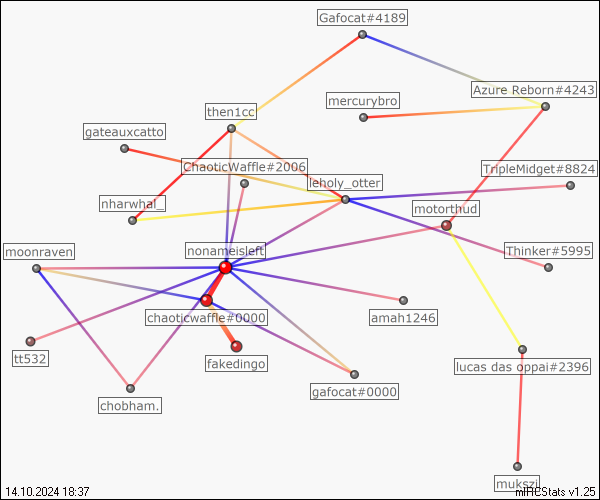 Gafocat#4189
Azure Reborn#4243
mercurybro
then1cc
gateauxcatto
ChaoticWaffle#2006
TripleMidget#8824
leholy_otter
nharwhal_
motorthud
moonraven
nonameisleft
Thinker#5995
chaoticwaffle#0000
amah1246
tt532
fakedingo
lucas das oppai#2396
gafocat#0000
chobham.
mukszi
14.10.2024 18:37
mIRCStats v1.25